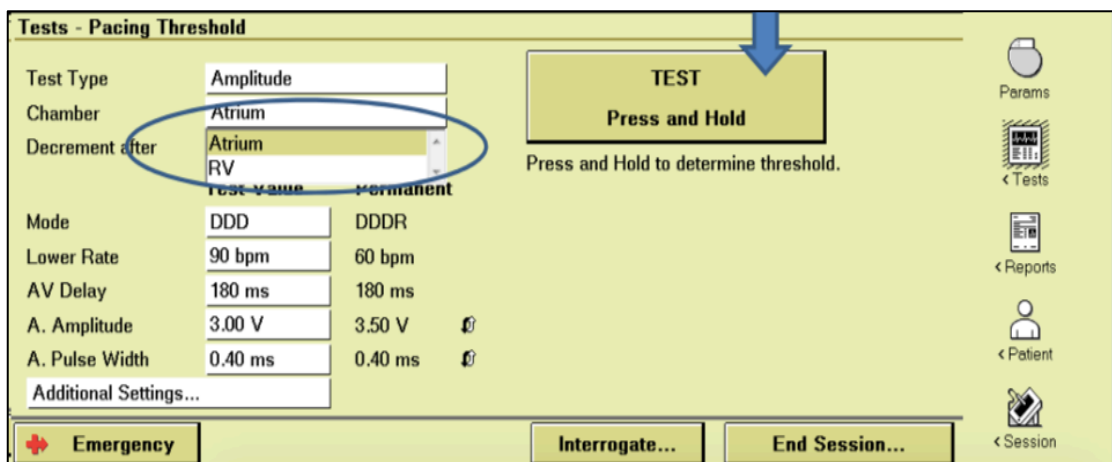 Tests - Pacing Threshold
Test Type Amplitude
Chamber Atrium
Decrement after Atrium
RV
Test Value Permanent
Mode DDD DDDR
Lower Rate 90 bpm 60 bpm
AV Delay 180 ms 180 ms
A. Amplitude 3.00 V 3.50 V
A. Pulse Width 0.40 ms 0.40 ms
Additional Settings...
TEST
Press and Hold
Press and Hold to determine threshold.
Emergency Interrogate... End Session...
Params
< Tests
< Reports
< Patient
< Session